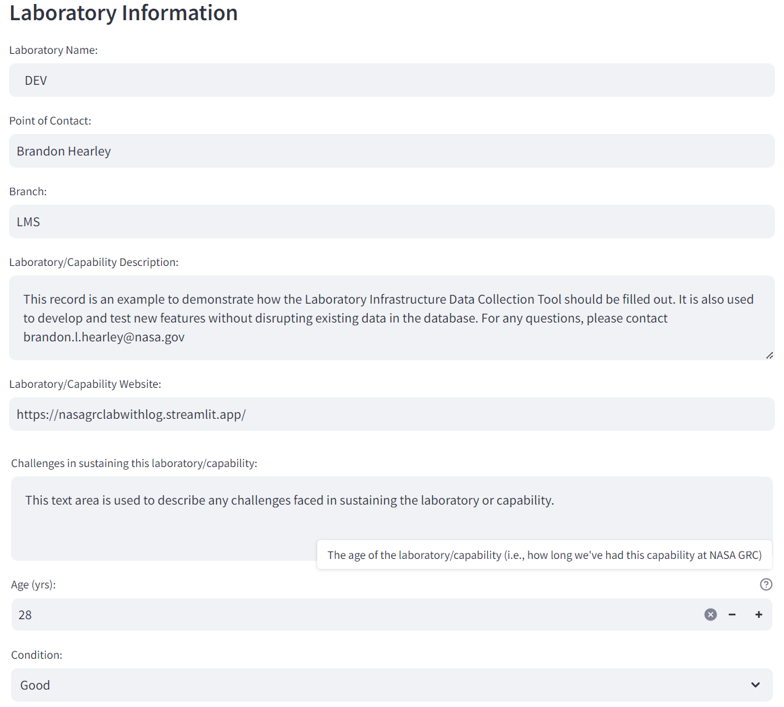 Laboratory Information
Laboratory Name:
DEV
Point of Contact:
Brandon Hearley
Branch:
LMS
Laboratory/Capability Description:
This record is an example to demonstrate how the Laboratory Infrastructure Data Collection Tool should be filled out. It is also used
to develop and test new features without disrupting existing data in the database. For any questions, please contact
brandon.l.hearley@nasa.gov
Laboratory/Capability Website:
https://nasagrclabwithlog.streamlit.app/
Challenges in sustaining this laboratory/capability:
This text area is used to describe any challenges faced in sustaining the laboratory or capability.
The age of the laboratory/capability (i.e., how long we've had this capability at NASA GRC)
Age (yrs):
28
Condition:
Good